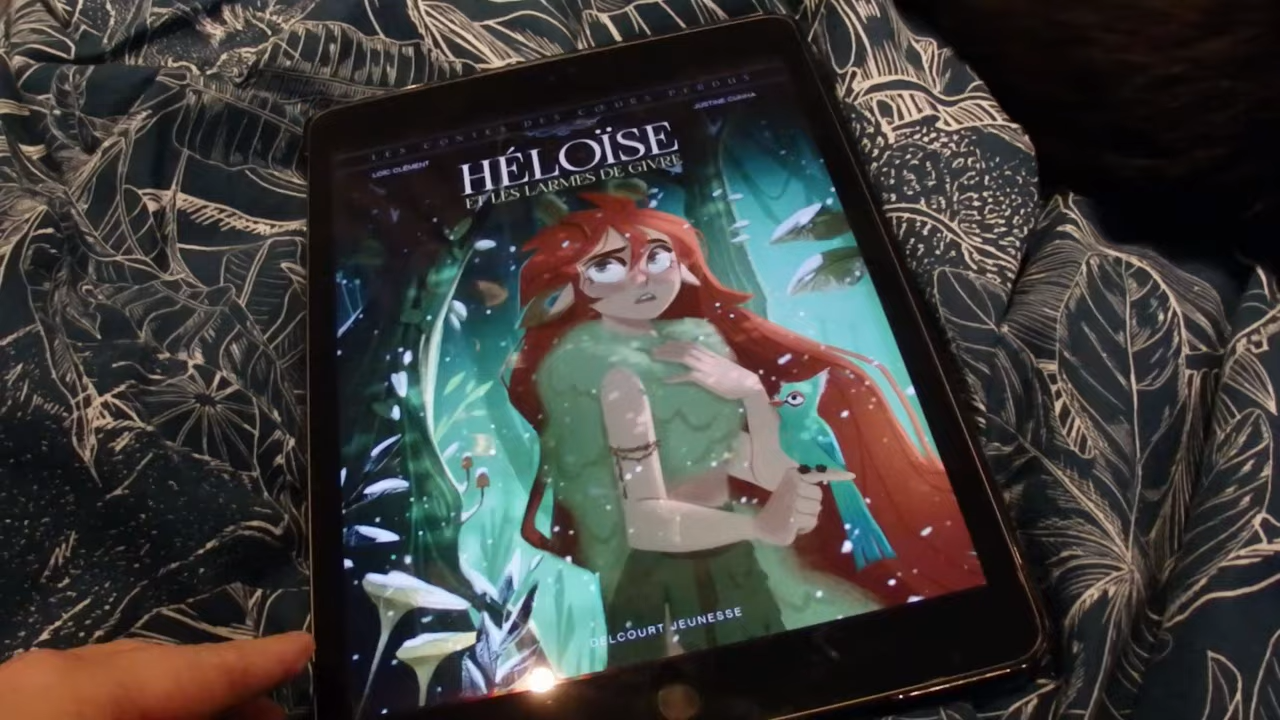 LES CONTES DES CŒURS PERDUS
LOÏC CLÉMENT
JUSTINE CUNHA
HÉLOÏSE
ET LES LARMES DE GIVRE
DELCOURT JEUNESSE